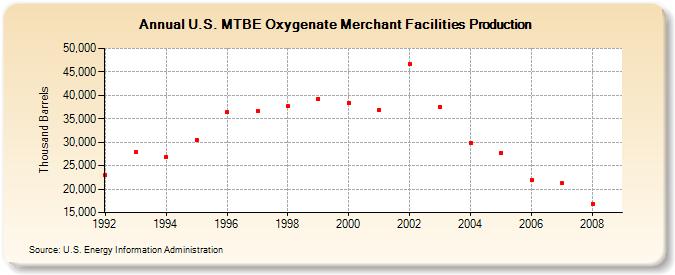 Annual U.S. MTBE Oxygenate Merchant Facilities Production
Thousand Barrels
50,000
45,000
40,000
35,000
30,000
25,000
20,000
15,000
1992 1994 1996 1998 2000 2002 2004 2006 2008
Source: U.S. Energy Information Administration